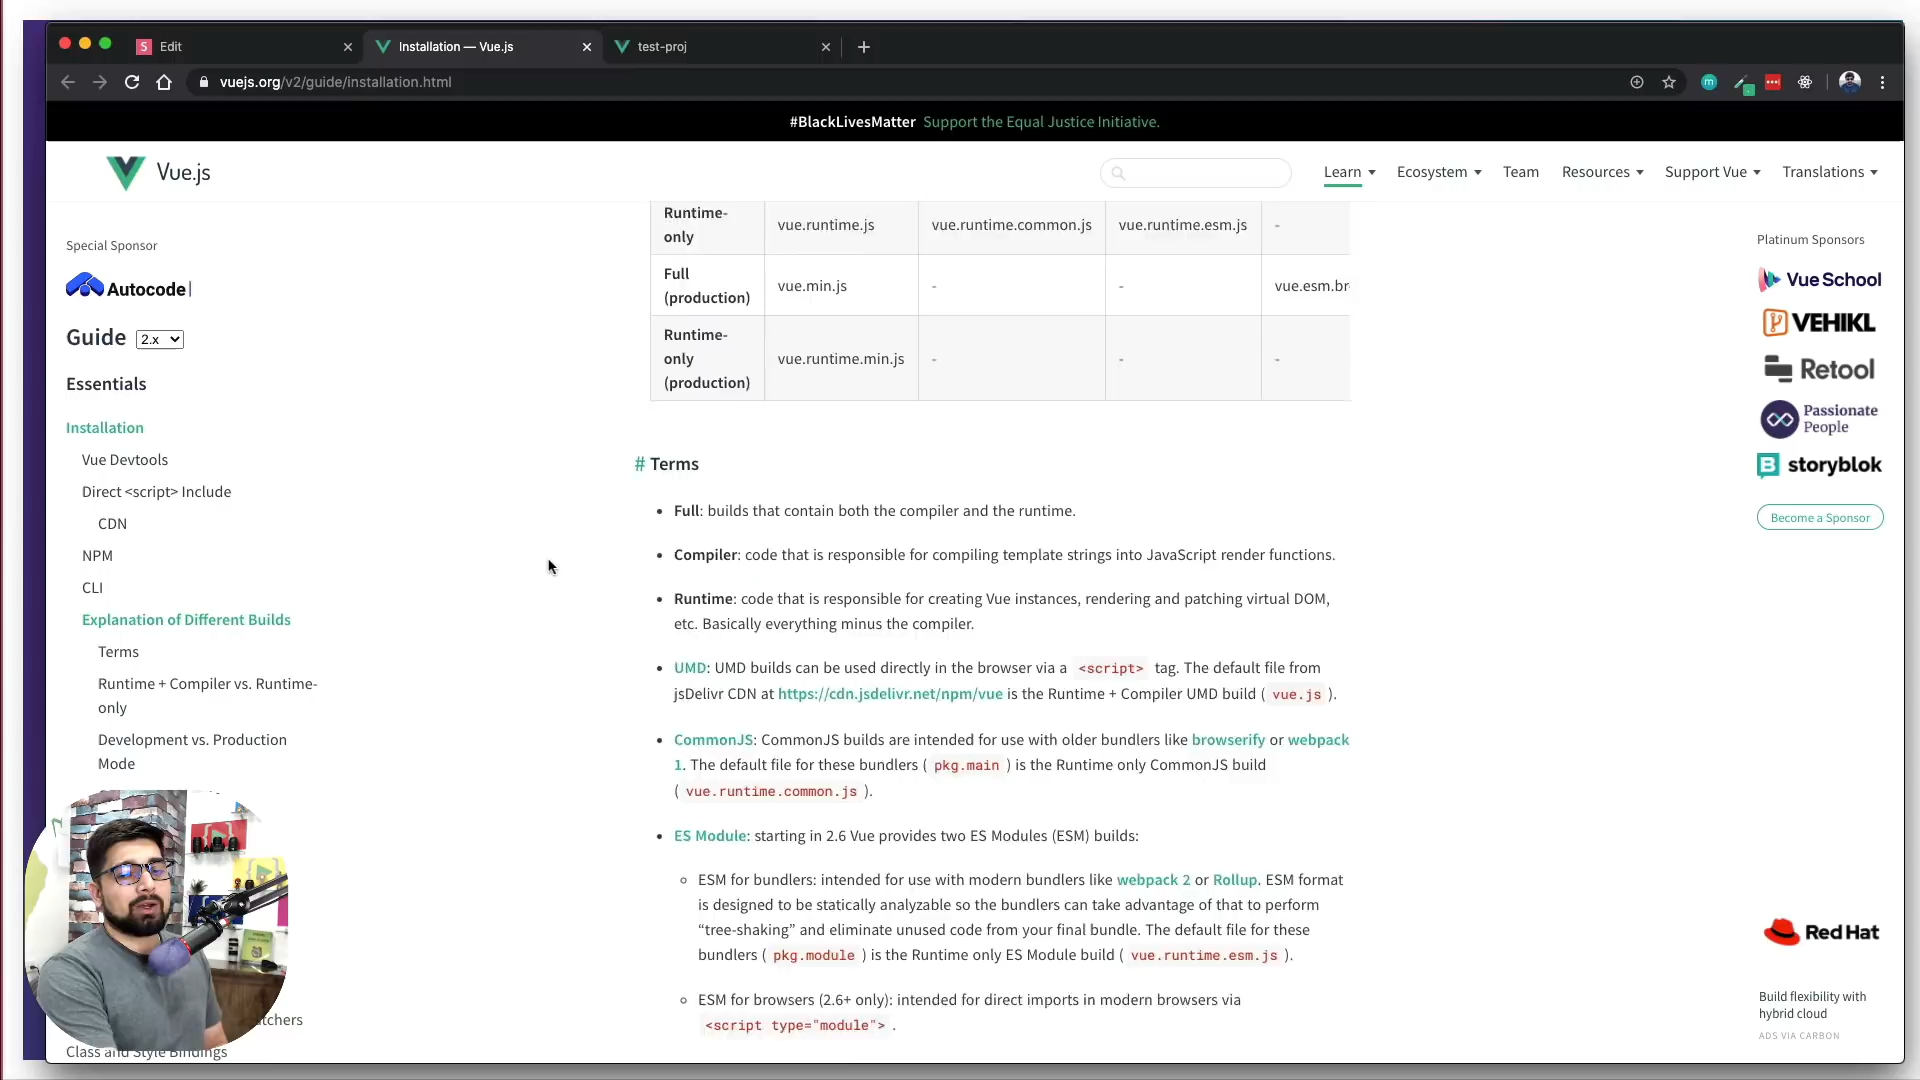 S Edit
Installation — Vue.js
test-proj
vuejs.org/v2/guide/installation.html
m
#BlackLivesMatter Support the Equal Justice Initiative.
Vue.js
Learn
Ecosystem
Team
Resources
Support Vue
Translations
Special Sponsor
Autocode
Guide 2.x
Essentials
Installation
Vue Devtools
Direct <script> Include
CDN
NPM
CLI
Explanation of Different Builds
Terms
Runtime + Compiler vs. Runtime-
only
Development vs. Production
Mode
tchers
Class and Style Bindings
Runtime-
only
vue.runtime.js
vue.runtime.common.js
vue.runtime.esm.js
-
Full
(production)
vue.min.js
-
-
vue.esm.br
Runtime-
only
(production)
vue.runtime.min.js
-
-
-
# Terms
• Full: builds that contain both the compiler and the runtime.
• Compiler: code that is responsible for compiling template strings into JavaScript render functions.
• Runtime: code that is responsible for creating Vue instances, rendering and patching virtual DOM,
etc. Basically everything minus the compiler.
• UMD: UMD builds can be used directly in the browser via a <script> tag. The default file from
jsDelivr CDN at https://cdn.jsdelivr.net/npm/vue is the Runtime + Compiler UMD build ( vue.js ).
• CommonJS: CommonJS builds are intended for use with older bundlers like browserify or webpack
1. The default file for these bundlers ( pkg.main ) is the Runtime only CommonJS build
( vue.runtime.common.js ).
• ES Module: starting in 2.6 Vue provides two ES Modules (ESM) builds:
◦ ESM for bundlers: intended for use with modern bundlers like webpack 2 or Rollup. ESM format
is designed to be statically analyzable so the bundlers can take advantage of that to perform
“tree-shaking” and eliminate unused code from your final bundle. The default file for these
bundlers ( pkg.module ) is the Runtime only ES Module build ( vue.runtime.esm.js ).
◦ ESM for browsers (2.6+ only): intended for direct imports in modern browsers via
<script type="module"> .
Platinum Sponsors
Vue School
VEHIKL
Retool
Passionate
People
B storyblok
Become a Sponsor
Red Hat
Build flexibility with
hybrid cloud
ADS VIA CARBON